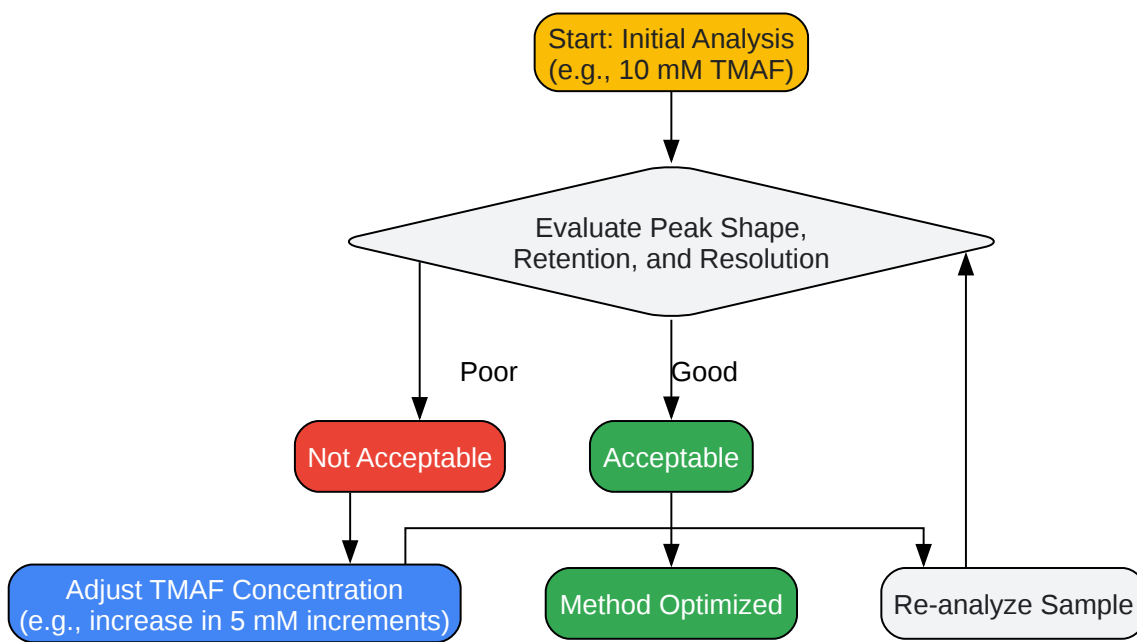 Start: Initial Analysis
(e.g., 10 mM TMAF)
Evaluate Peak Shape,
Retention, and Resolution
Poor
Good
Not Acceptable
Acceptable
Adjust TMAF Concentration
(e.g., increase in 5 mM increments)
Method Optimized
Re-analyze Sample